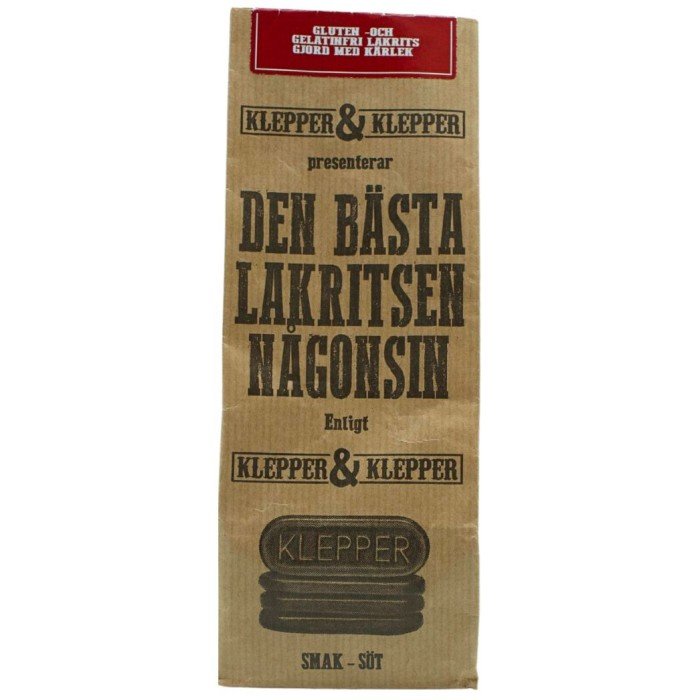 GLUTEN -OCH
GELATINFRI LAKRITS
GJORD MED KÄRLEK
KLEPPER & KLEPPER
presenterar
DEN BÄSTA
LAKRITSEN
NÅGONSIN
Enligt
KLEPPER & KLEPPER
KLEPPER
SMAK – SÖT